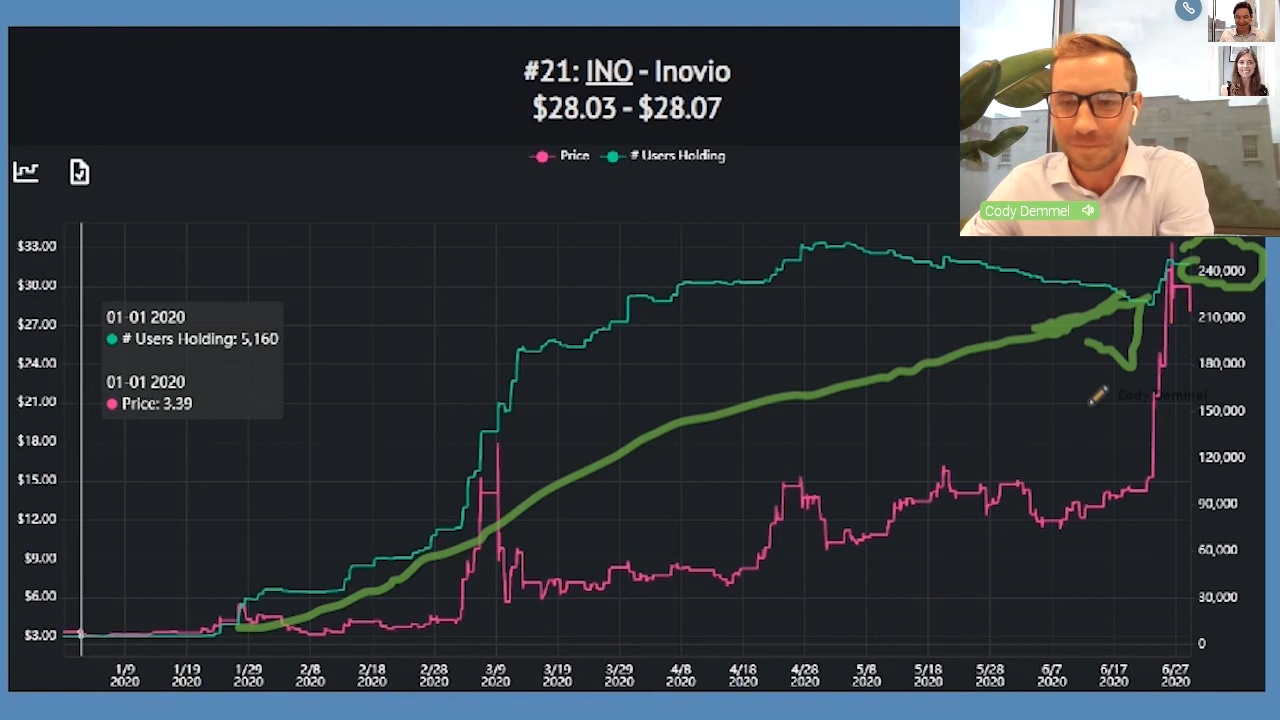 #21: INO - Inovio
$28.03 - $28.07
Price # Users Holding
Cody Demmel
$33.00
$30.00
$27.00
$24.00
$21.00
$18.00
$15.00
$12.00
$9.00
$6.00
$3.00
01-01 2020
# Users Holding: 5,160
01-01 2020
Price: 3.39
240,000
210,000
180,000
150,000
120,000
90,000
60,000
30,000
0
Cody Demmel
1/9 1/19 1/29 2/8 2/18 2/28 3/9 3/19 3/29 4/8 4/18 4/28 5/8 5/18 5/28 6/7 6/17 6/27
2020 2020 2020 2020 2020 2020 2020 2020 2020 2020 2020 2020 2020 2020 2020 2020 2020 2020